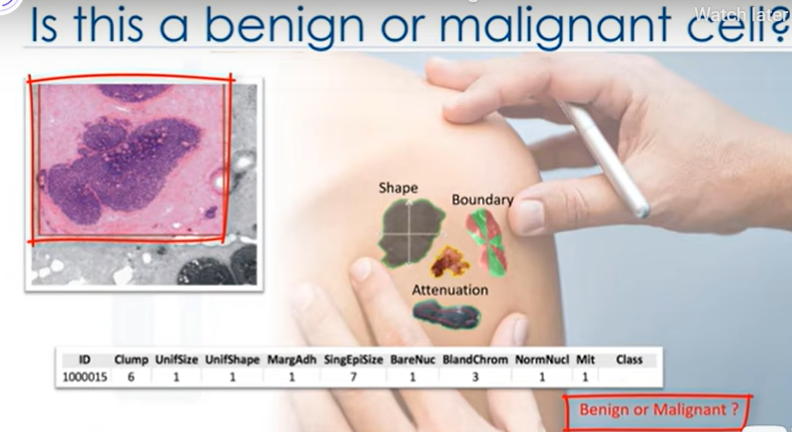 Is this a benign or malignant cell?
Watch later
Shape
Boundary
Attenuation
ID Clump UnifSize UnifShape MargAdh SingEpiSize BareNuc BlandChrom NormNucl Mit Class
1000015 6 1 1 1 7 1 3 1 1
Benign or Malignant ?